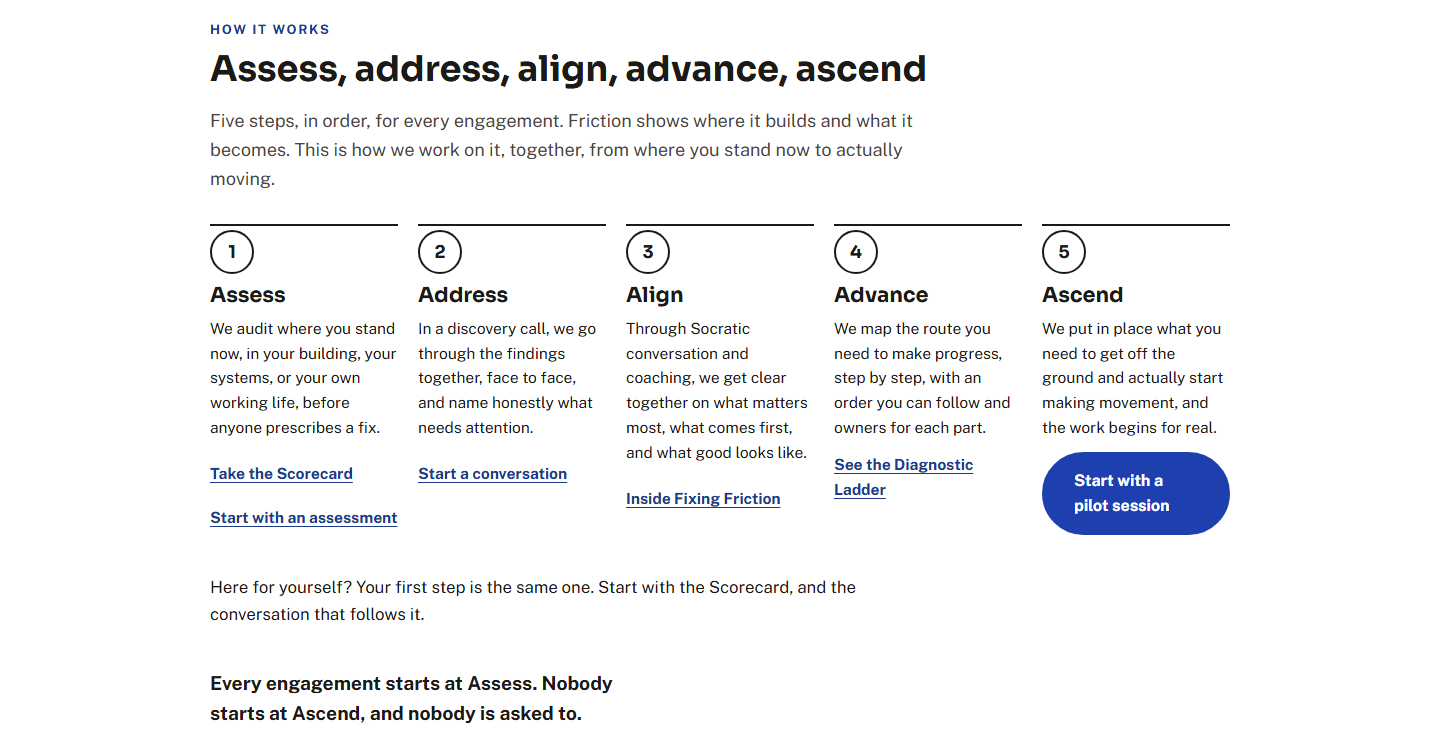 HOW IT WORKS
Assess, address, align, advance, ascend
Five steps, in order, for every engagement. Friction shows where it builds and what it
becomes. This is how we work on it, together, from where you stand now to actually
moving.
1
Assess
We audit where you stand
now, in your building, your
systems, or your own
working life, before
anyone prescribes a fix.
Take the Scorecard
Start with an assessment
2
Address
In a discovery call, we go
through the findings
together, face to face,
and name honestly what
needs attention.
Start a conversation
3
Align
Through Socratic
conversation and
coaching, we get clear
together on what matters
most, what comes first,
and what good looks like.
Inside Fixing Friction
4
Advance
We map the route you
need to make progress,
step by step, with an
order you can follow and
owners for each part.
See the Diagnostic
Ladder
5
Ascend
We put in place what you
need to get off the
ground and actually start
making movement, and
the work begins for real.
Start with a
pilot session
Here for yourself? Your first step is the same one. Start with the Scorecard, and the
conversation that follows it.
Every engagement starts at Assess. Nobody
starts at Ascend, and nobody is asked to.